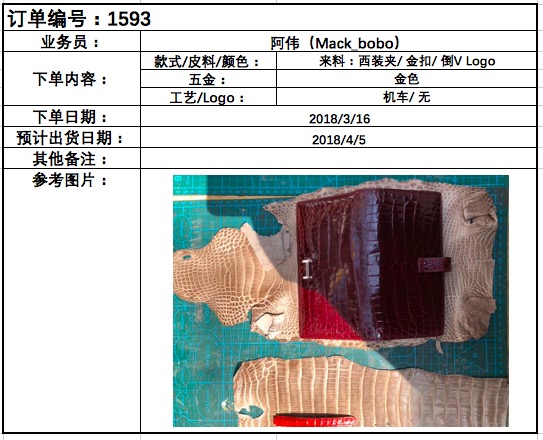 订单编号：1593
业务员： 阿伟（Mack_bobo）
下单内容： 款式/皮料/颜色： 来料：西装夹/ 金扣/ 倒V Logo
五金： 金色
工艺/Logo： 机车/ 无
下单日期： 2018/3/16
预计出货日期： 2018/4/5
其他备注：
参考图片：